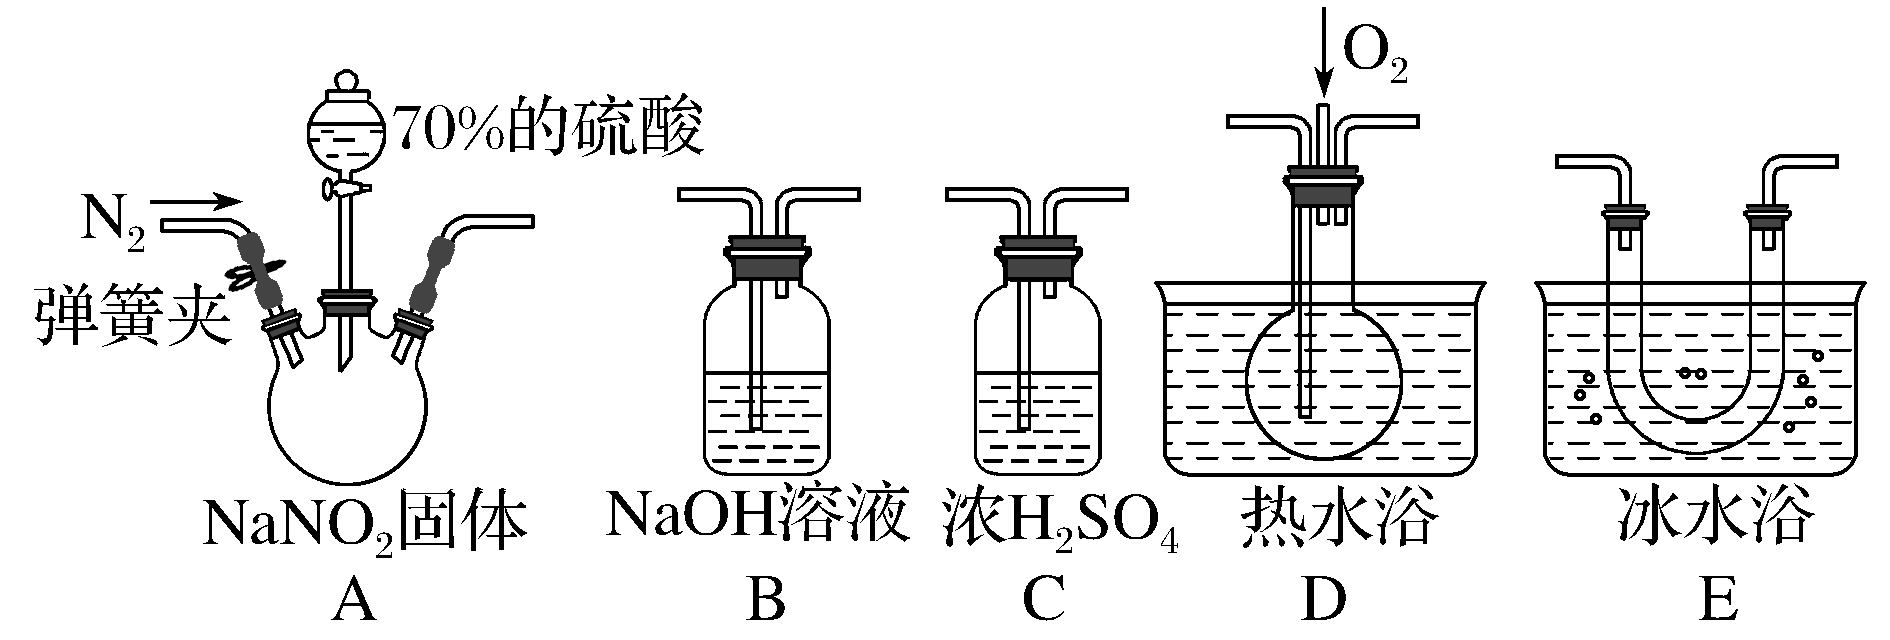 O₂
70%的硫酸
N₂
弹簧夹
NaNO₂固体
NaOH溶液
浓H₂SO₄
热水浴
冰水浴
A
B
C
D
E